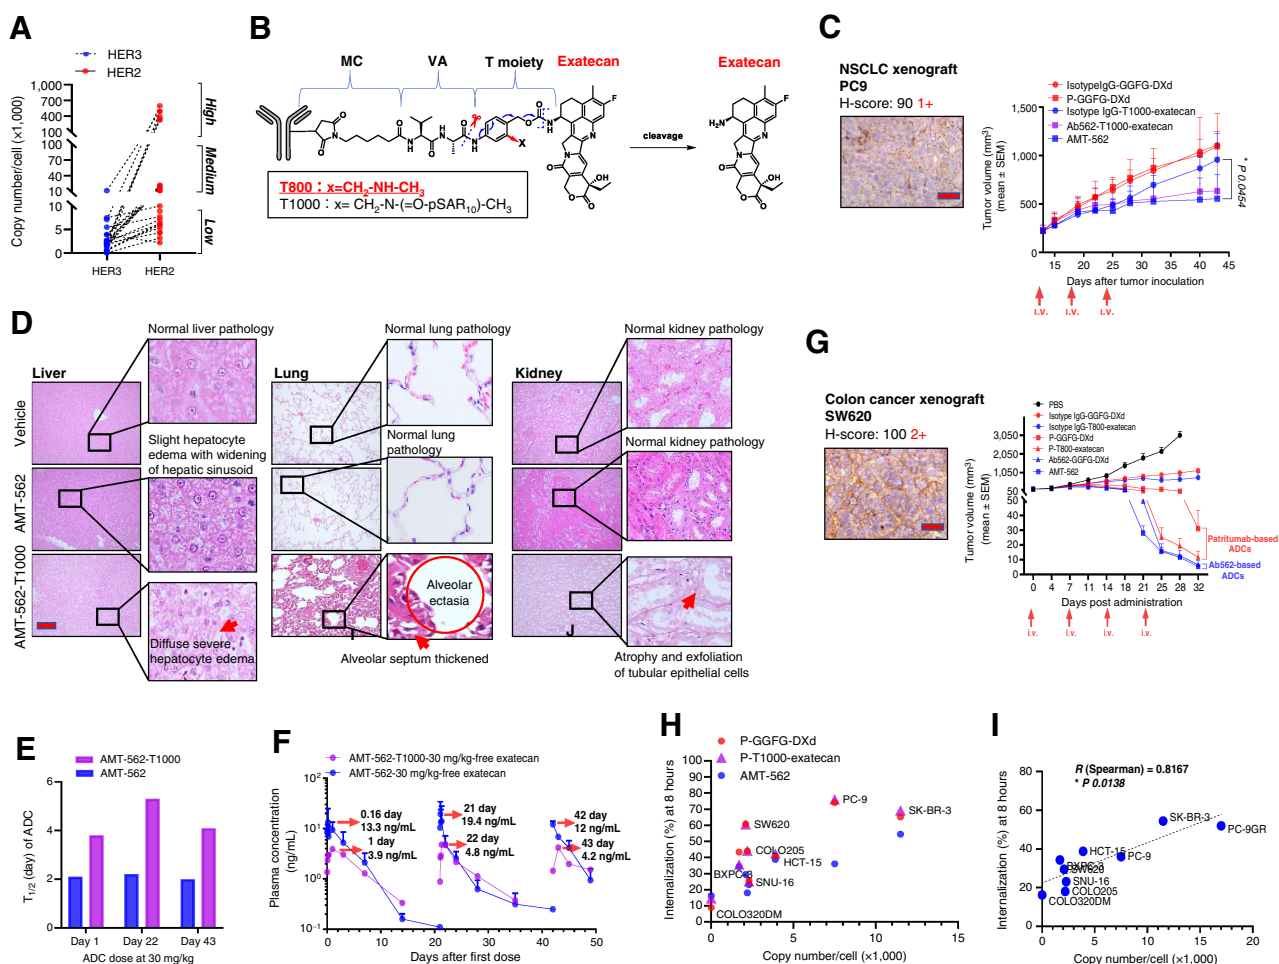 A
HER3
HER2
Copy number/cell (×1,000)
1,000
700
400
100
100
70
40
10
10
5
0
High
Medium
Low
HER3
HER2
B
MC
VA
T moiety
Exatecan
Exatecan
cleavage
T800：x=CH2-NH-CH3
T1000：x= CH2-N-(=O-pSAR10)-CH3
C
NSCLC xenograft
PC9
H-score: 90 1+
IsotypeIgG-GGFG-DXd
P-GGFG-DXd
Isotype IgG-T1000-exatecan
Ab562-T1000-exatecan
AMT-562
Tumor volume (mm3)
(mean ± SEM)
1,500
1,000
500
0
* P 0.0454
15 20 25 30 35 40 45
Days after tumor inoculation
i.v. i.v. i.v.
D
Normal liver pathology
Normal lung pathology
Normal kidney pathology
Liver
Lung
Kidney
Vehicle
Slight hepatocyte
edema with widening
of hepatic sinusoid
Normal lung
pathology
Normal kidney pathology
AMT-562
AMT-562-T1000
Diffuse severe
hepatocyte edema
Alveolar
ectasia
Alveolar septum thickened
J
Atrophy and exfoliation
of tubular epithelial cells
G
Colon cancer xenograft
SW620
H-score: 100 2+
PBS
Isotype IgG-GGFG-DXd
Isotype IgG-T800-exatecan
P-GGFG-DXd
P-T800-exatecan
Ab562-GGFG-DXd
AMT-562
Tumor volume (mm3)
(mean ± SEM)
3,050
2,050
1,050
50
50
40
30
20
10
0
Patritumab-based
ADCs
Ab562-based
ADCs
0 4 7 11 14 18 21 25 28 32
Days post administration
i.v. i.v. i.v. i.v.
E
AMT-562-T1000
AMT-562
T1/2 (day) of ADC
6
4
2
0
Day 1 Day 22 Day 43
ADC dose at 30 mg/kg
F
AMT-562-T1000-30 mg/kg-free exatecan
AMT-562-30 mg/kg-free exatecan
Plasma concentration
(ng/mL)
10²
10¹
10⁰
10⁻¹
0.16 day
13.3 ng/mL
1 day
3.9 ng/mL
21 day
19.4 ng/mL
22 day
4.8 ng/mL
42 day
12 ng/mL
43 day
4.2 ng/mL
0 10 20 30 40 50
Days after first dose
H
P-GGFG-DXd
P-T1000-exatecan
AMT-562
Internalization (%) at 8 hours
100
90
80
70
60
50
40
30
20
10
0
PC-9
SK-BR-3
SW620
COLO205
HCT-15
BXPC-3
SNU-16
COLO320DM
0 5 10 15
Copy number/cell (×1,000)
I
R (Spearman) = 0.8167
* P 0.0138
Internalization (%) at 8 hours
80
60
40
20
0
SK-BR-3
PC-9GR
HCT-15
PC-9
BXPC-3
SW620
SNU-16
COLO205
COLO320DM
0 5 10 15 20
Copy number/cell (×1,000)